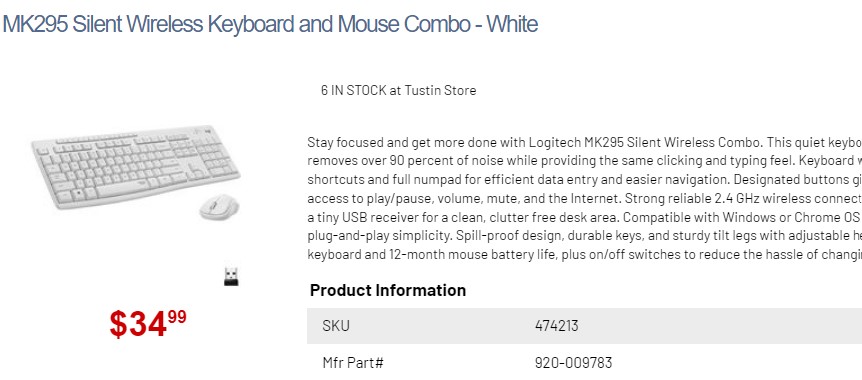 MK295 Silent Wireless Keyboard and Mouse Combo - White
6 IN STOCK at Tustin Store
Stay focused and get more done with Logitech MK295 Silent Wireless Combo. This quiet keybo
removes over 90 percent of noise while providing the same clicking and typing feel. Keyboard w
shortcuts and full numpad for efficient data entry and easier navigation. Designated buttons gi
access to play/pause, volume, mute, and the Internet. Strong reliable 2.4 GHz wireless connect
a tiny USB receiver for a clean, clutter free desk area. Compatible with Windows or Chrome OS
plug-and-play simplicity. Spill-proof design, durable keys, and sturdy tilt legs with adjustable he
keyboard and 12-month mouse battery life, plus on/off switches to reduce the hassle of changi
$34.99
Product Information
SKU 474213
Mfr Part# 920-009783